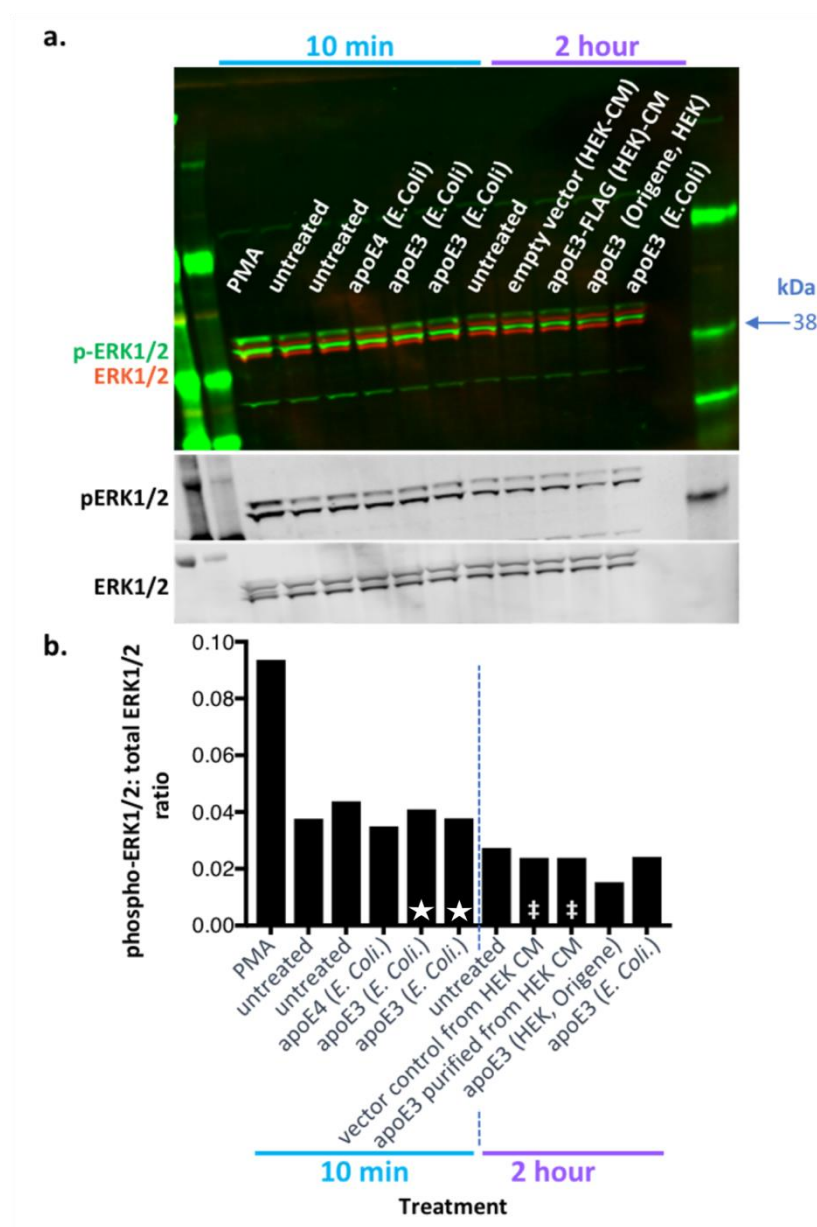 a.
10 min
2 hour
PMA
untreated
untreated
apoE4 (E.Coli)
apoE3 (E.Coli)
apoE3 (E.Coli)
untreated
empty vector (HEK-CM)
apoE3-FLAG (HEK)-CM
apoE3 (Origene, HEK)
apoE3 (E.Coli)
kDa
38
p-ERK1/2
ERK1/2
pERK1/2
ERK1/2
b.
phospho-ERK1/2: total ERK1/2
ratio
0.10
0.08
0.06
0.04
0.02
0.00
★ ★ ‡ ‡
PMA
untreated
untreated
apoE4 (E. Coli.)
apoE3 (E. Coli.)
apoE3 (E. Coli.)
untreated
vector control from HEK CM
apoE3 purified from HEK CM
apoE3 (HEK, Origene)
apoE3 (E. Coli.)
10 min
2 hour
Treatment